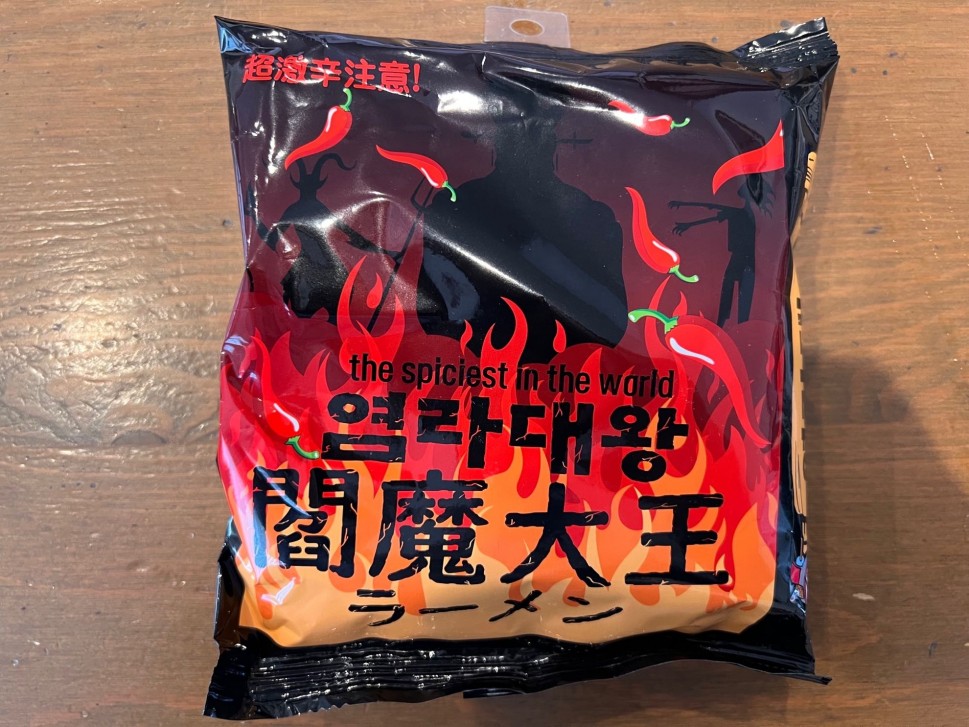 超激辛注意!
the spiciest in the world
염라대왕
閻魔大王
ラーメン